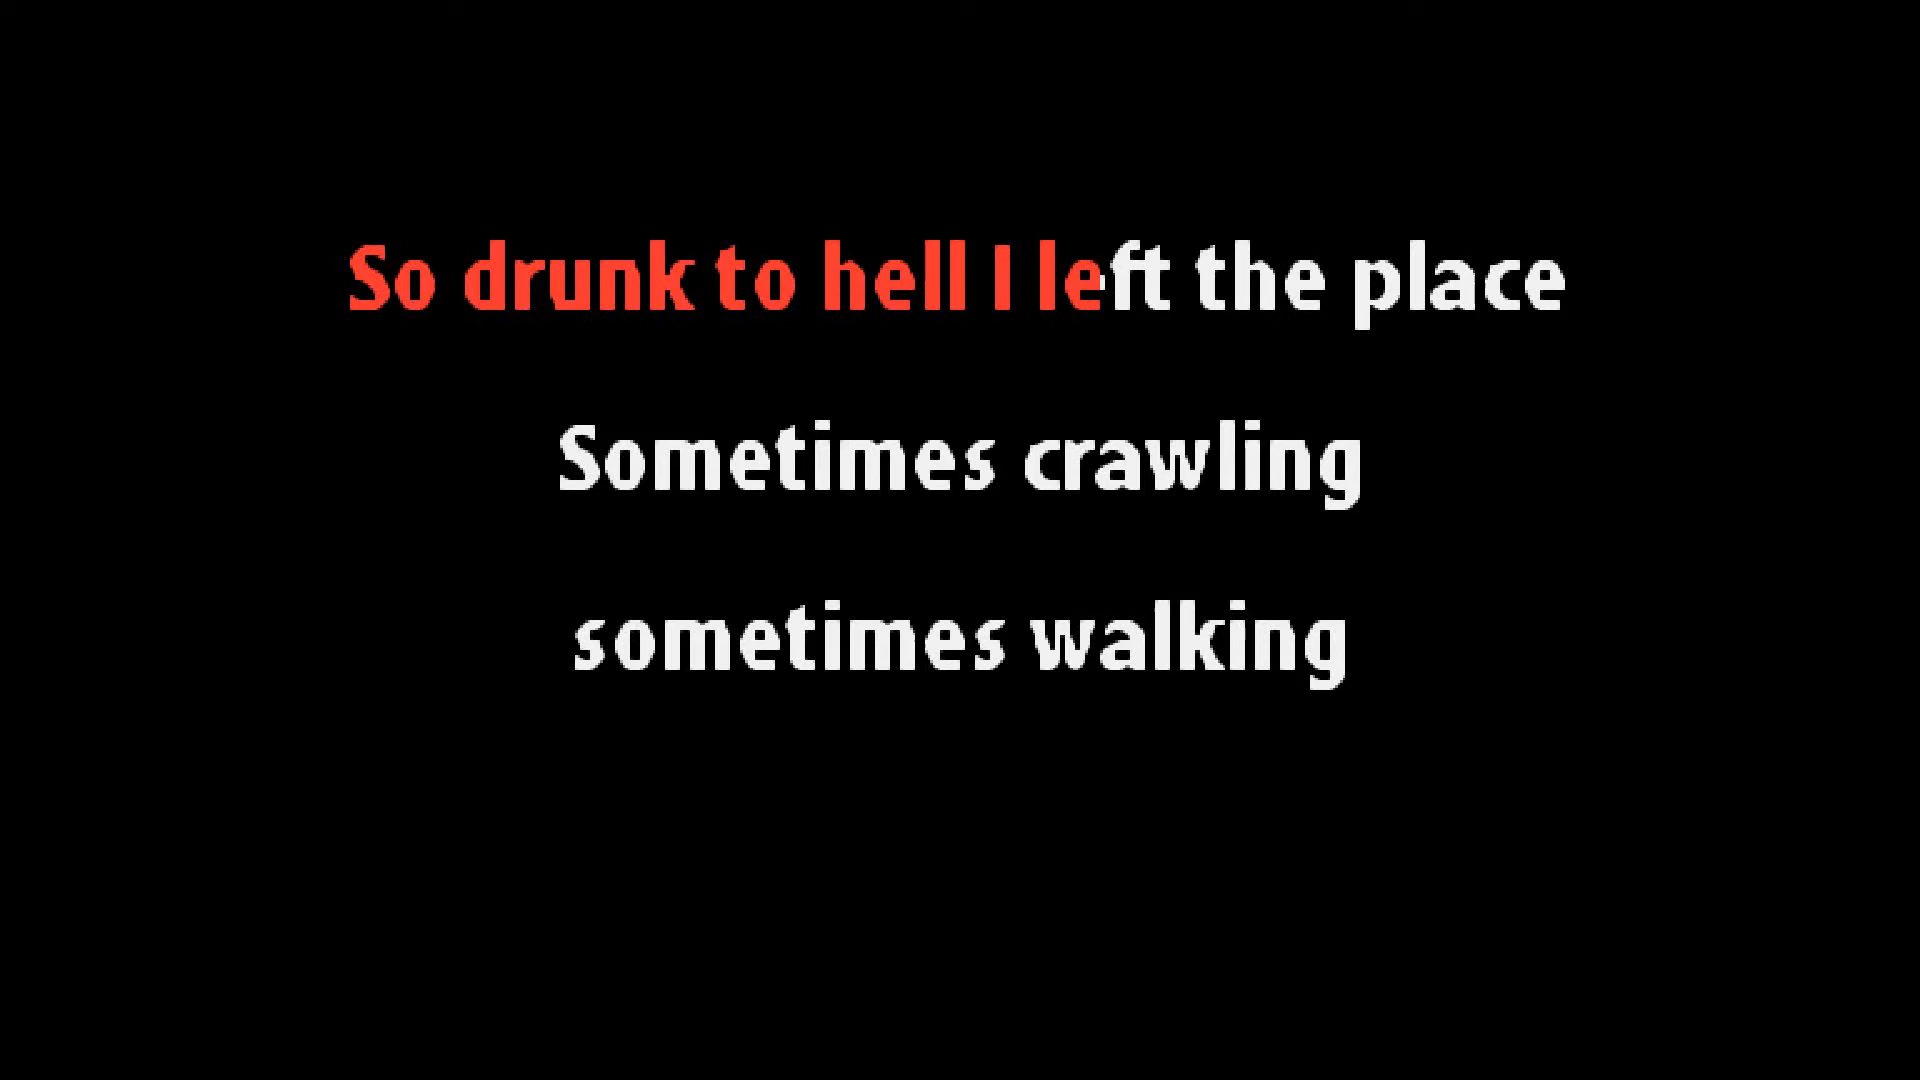 So drunk to hell I left the place
Sometimes crawling
sometimes walking